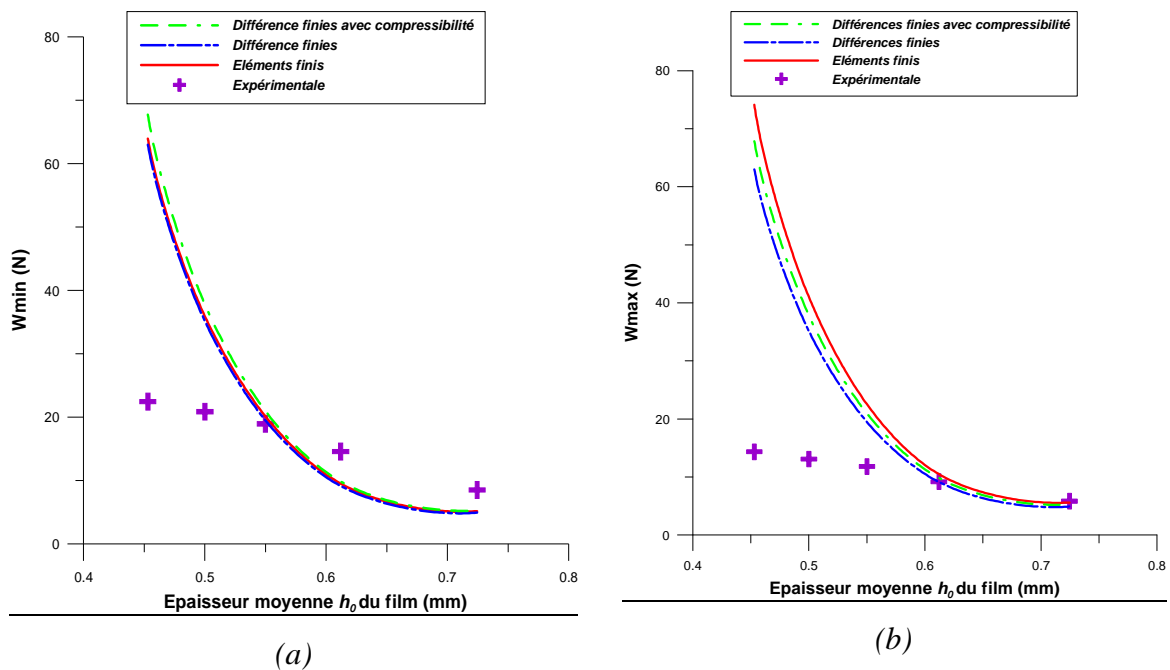 Différence finies avec compressibilité
Différence finies
Eléments finis
Expérimentale
80
60
40
20
0
Wmin (N)
0.4
0.5
0.6
0.7
0.8
Epaisseur moyenne h0 du film (mm)
(a)
Différences finies avec compressibilité
Différences finies
Eléments finis
Expérimentale
80
60
40
20
0
Wmax (N)
0.4
0.5
0.6
0.7
0.8
Epaisseur moyenne h0 du film (mm)
(b)